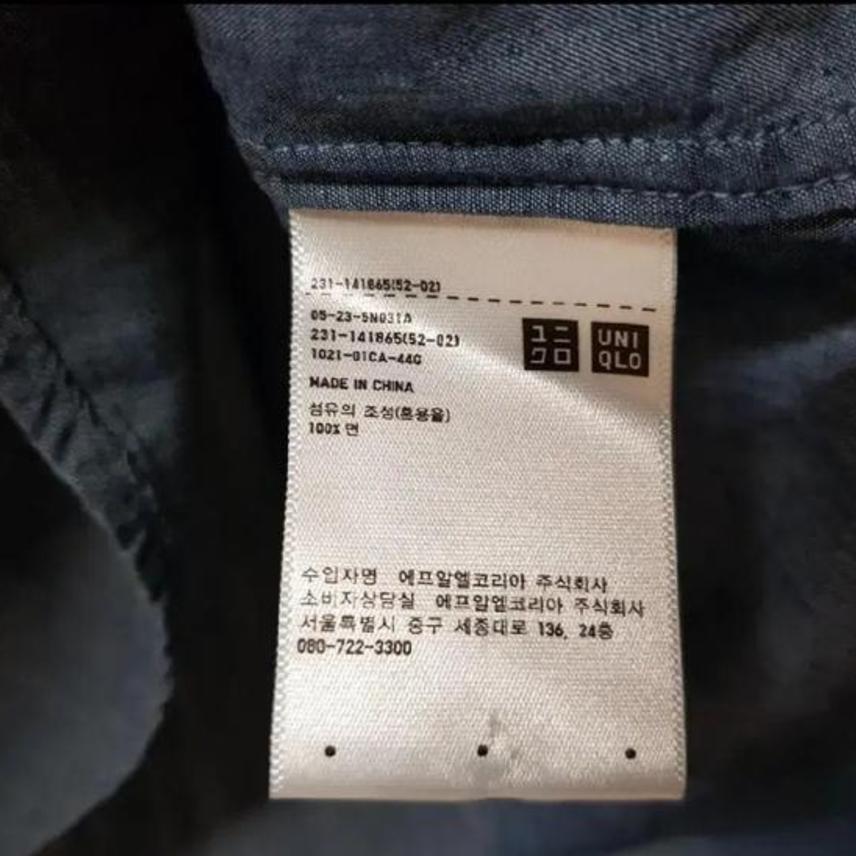 231-141865(52-02)
05-23-5N031A
231-141865(52-02)
1021-01CA-44G
ユニ
クロ
UNI
QLO
MADE IN CHINA
섬유의 조성(혼용율)
100% 면
수입자명 에프알엘코리아 주식회사
소비자상담실 에프알엘코리아 주식회사
서울특별시 중구 세종대로 136, 24층
080-722-3300